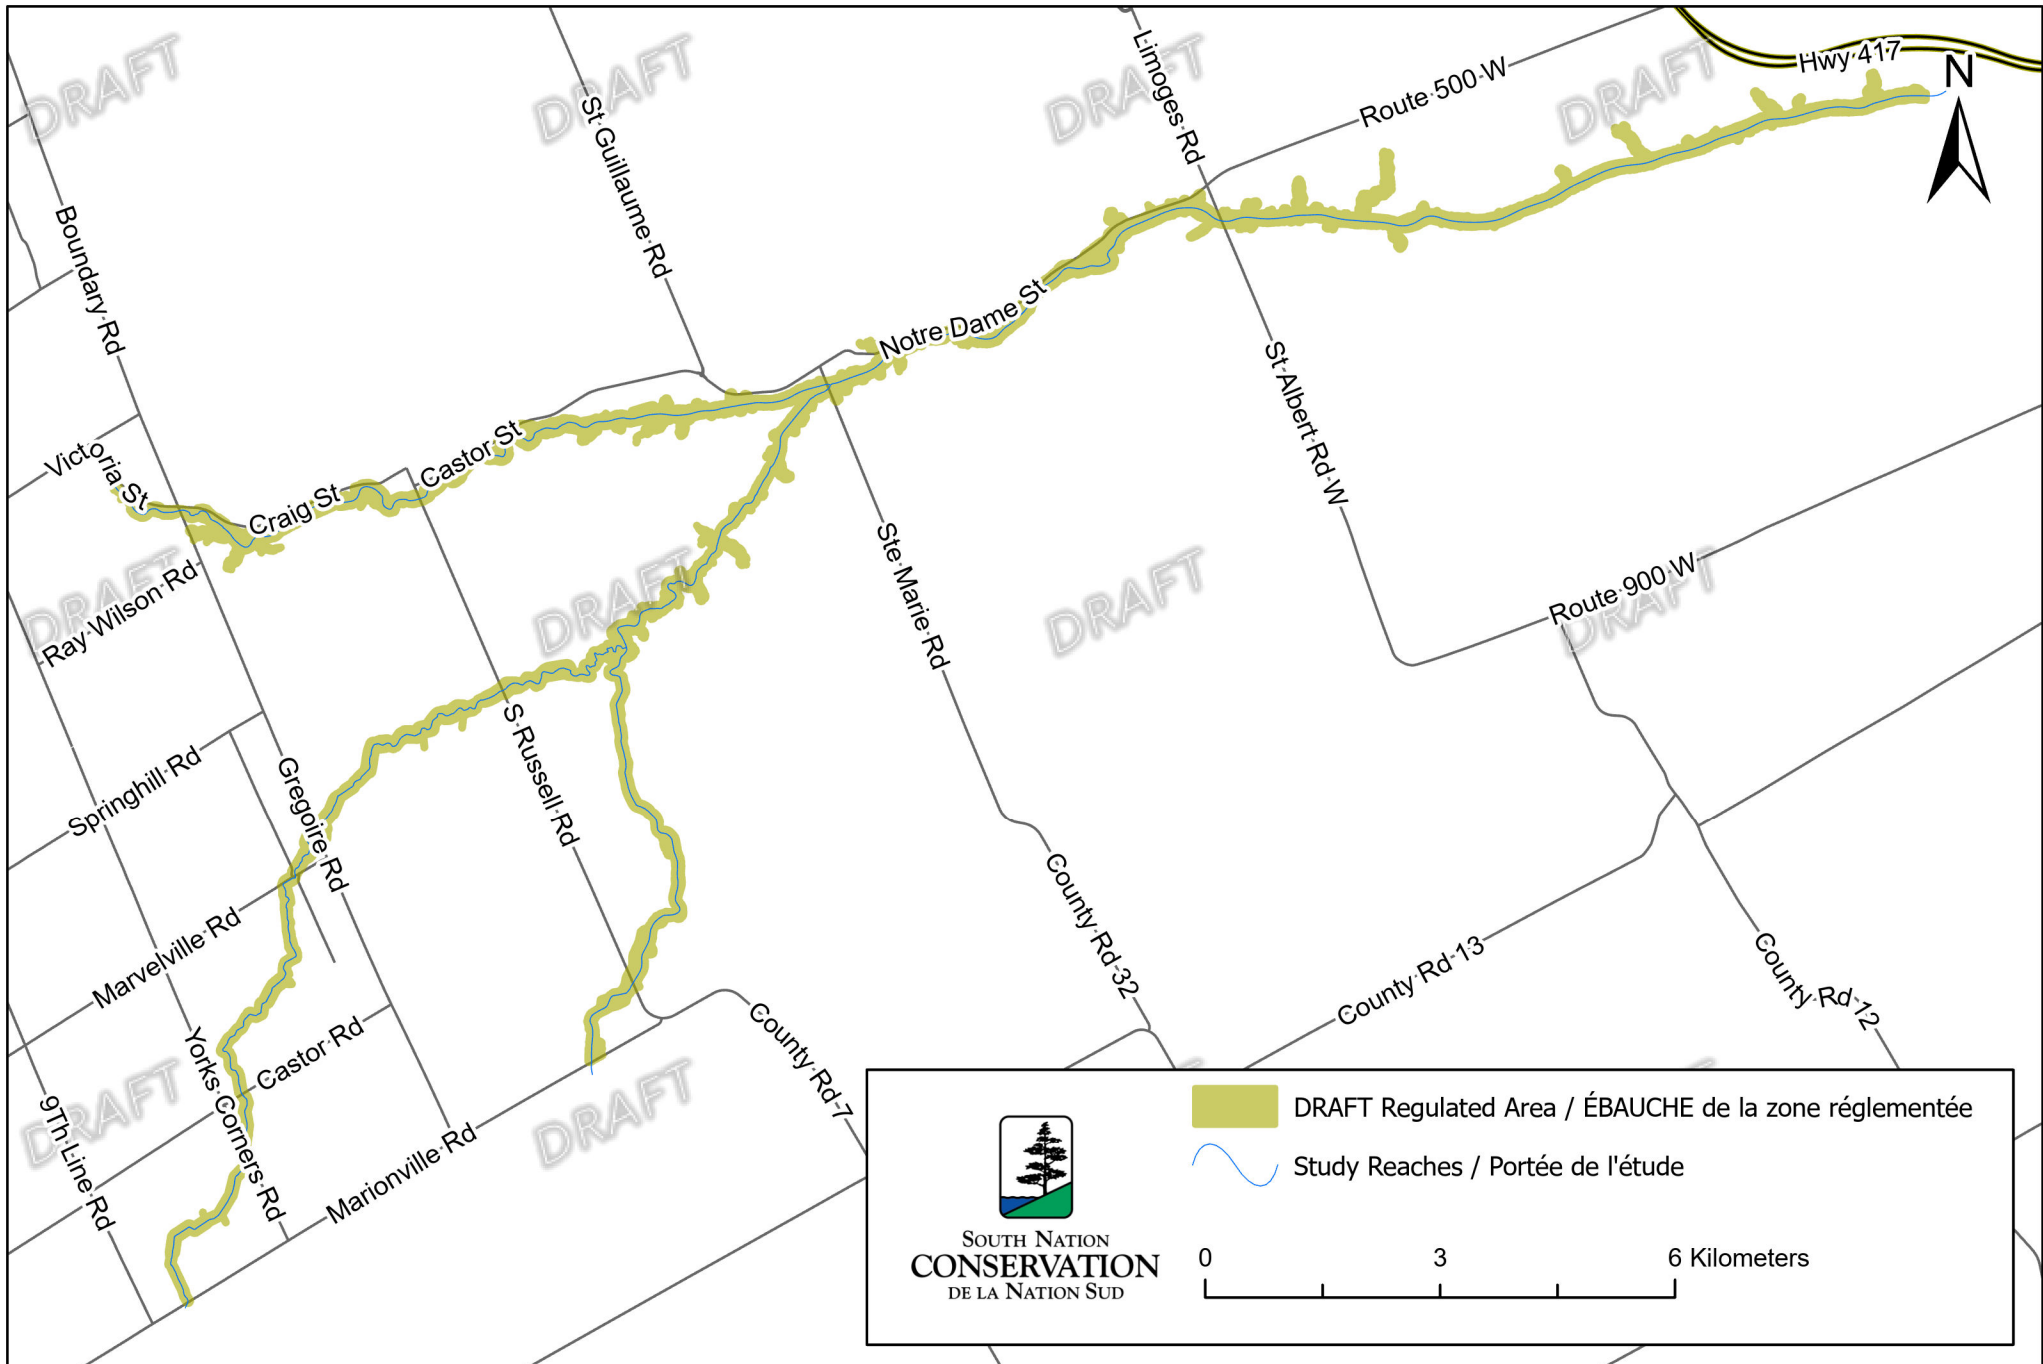 DRAFT
DRAFT
DRAFT
DRAFT
Hwy 417
N
Limoges Rd
Route 500 W
St Guillaume Rd
Boundary Rd
Notre Dame St
St Albert Rd W
Castor St
Victoria St
Craig St
DRAFT
DRAFT
DRAFT
DRAFT
Ray Wilson Rd
Ste Marie Rd
Route 900 W
Springhill Rd
Gregoire Rd
S Russell Rd
Marvelville Rd
County Rd 32
County Rd 13
County Rd 12
Yorks Corners Rd
Castor Rd
County Rd 7
DRAFT
DRAFT
9Th Line Rd
Marionville Rd
DRAFT Regulated Area / ÉBAUCHE de la zone réglementée
Study Reaches / Portée de l'étude
SOUTH NATION
CONSERVATION
DE LA NATION SUD
0 3 6 Kilometers